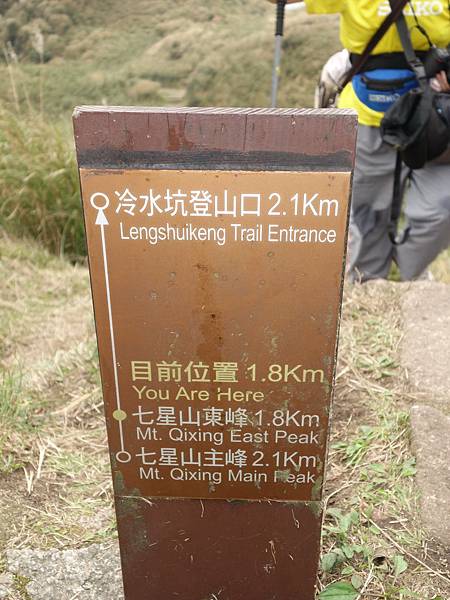 SEIKO
冷水坑登山口 2.1Km
Lengshuikeng Trail Entrance
目前位置 1.8Km
You Are Here
七星山東峰 1.8Km
Mt. Qixing East Peak
七星山主峰 2.1Km
Mt. Qixing Main Peak